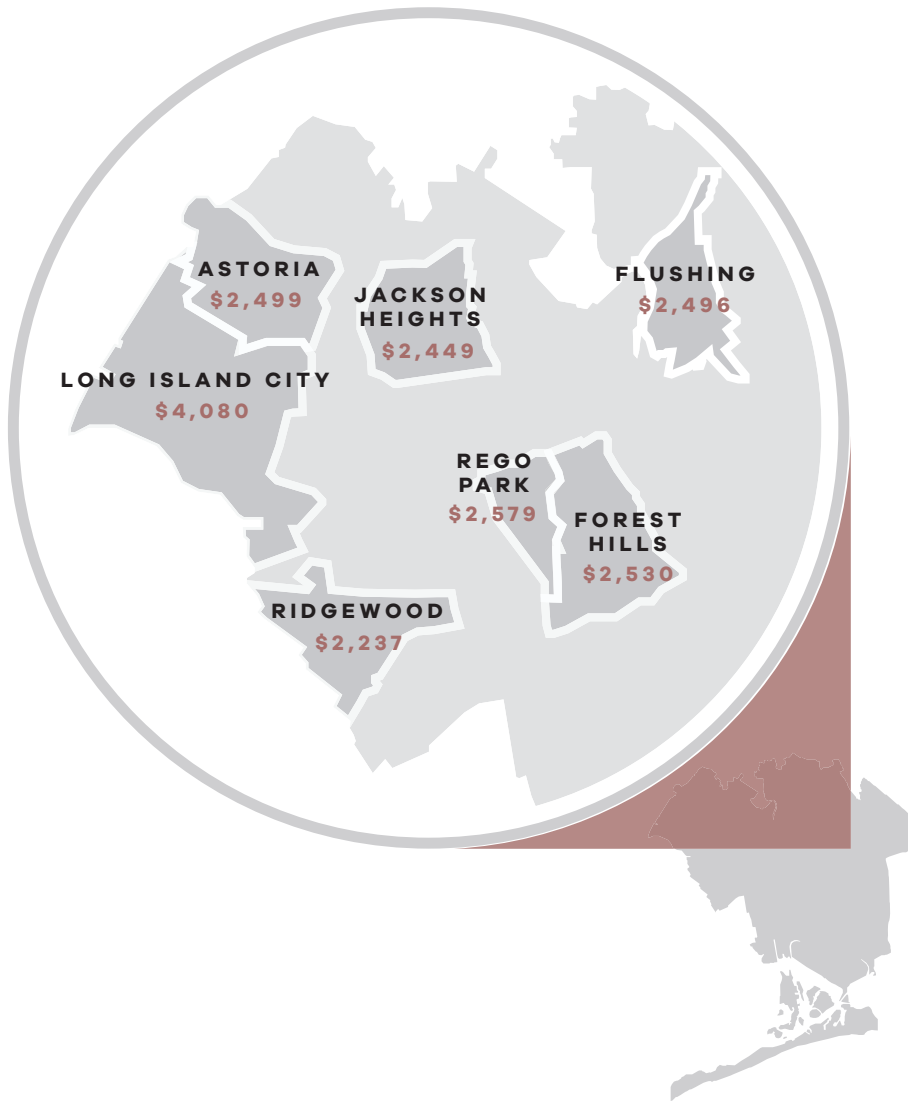 ASTORIA
$2,499
JACKSON
HEIGHTS
$2,449
FLUSHING
$2,496
LONG ISLAND CITY
$4,080
REGO
PARK
$2,579
FOREST
HILLS
$2,530
RIDGEWOOD
$2,237